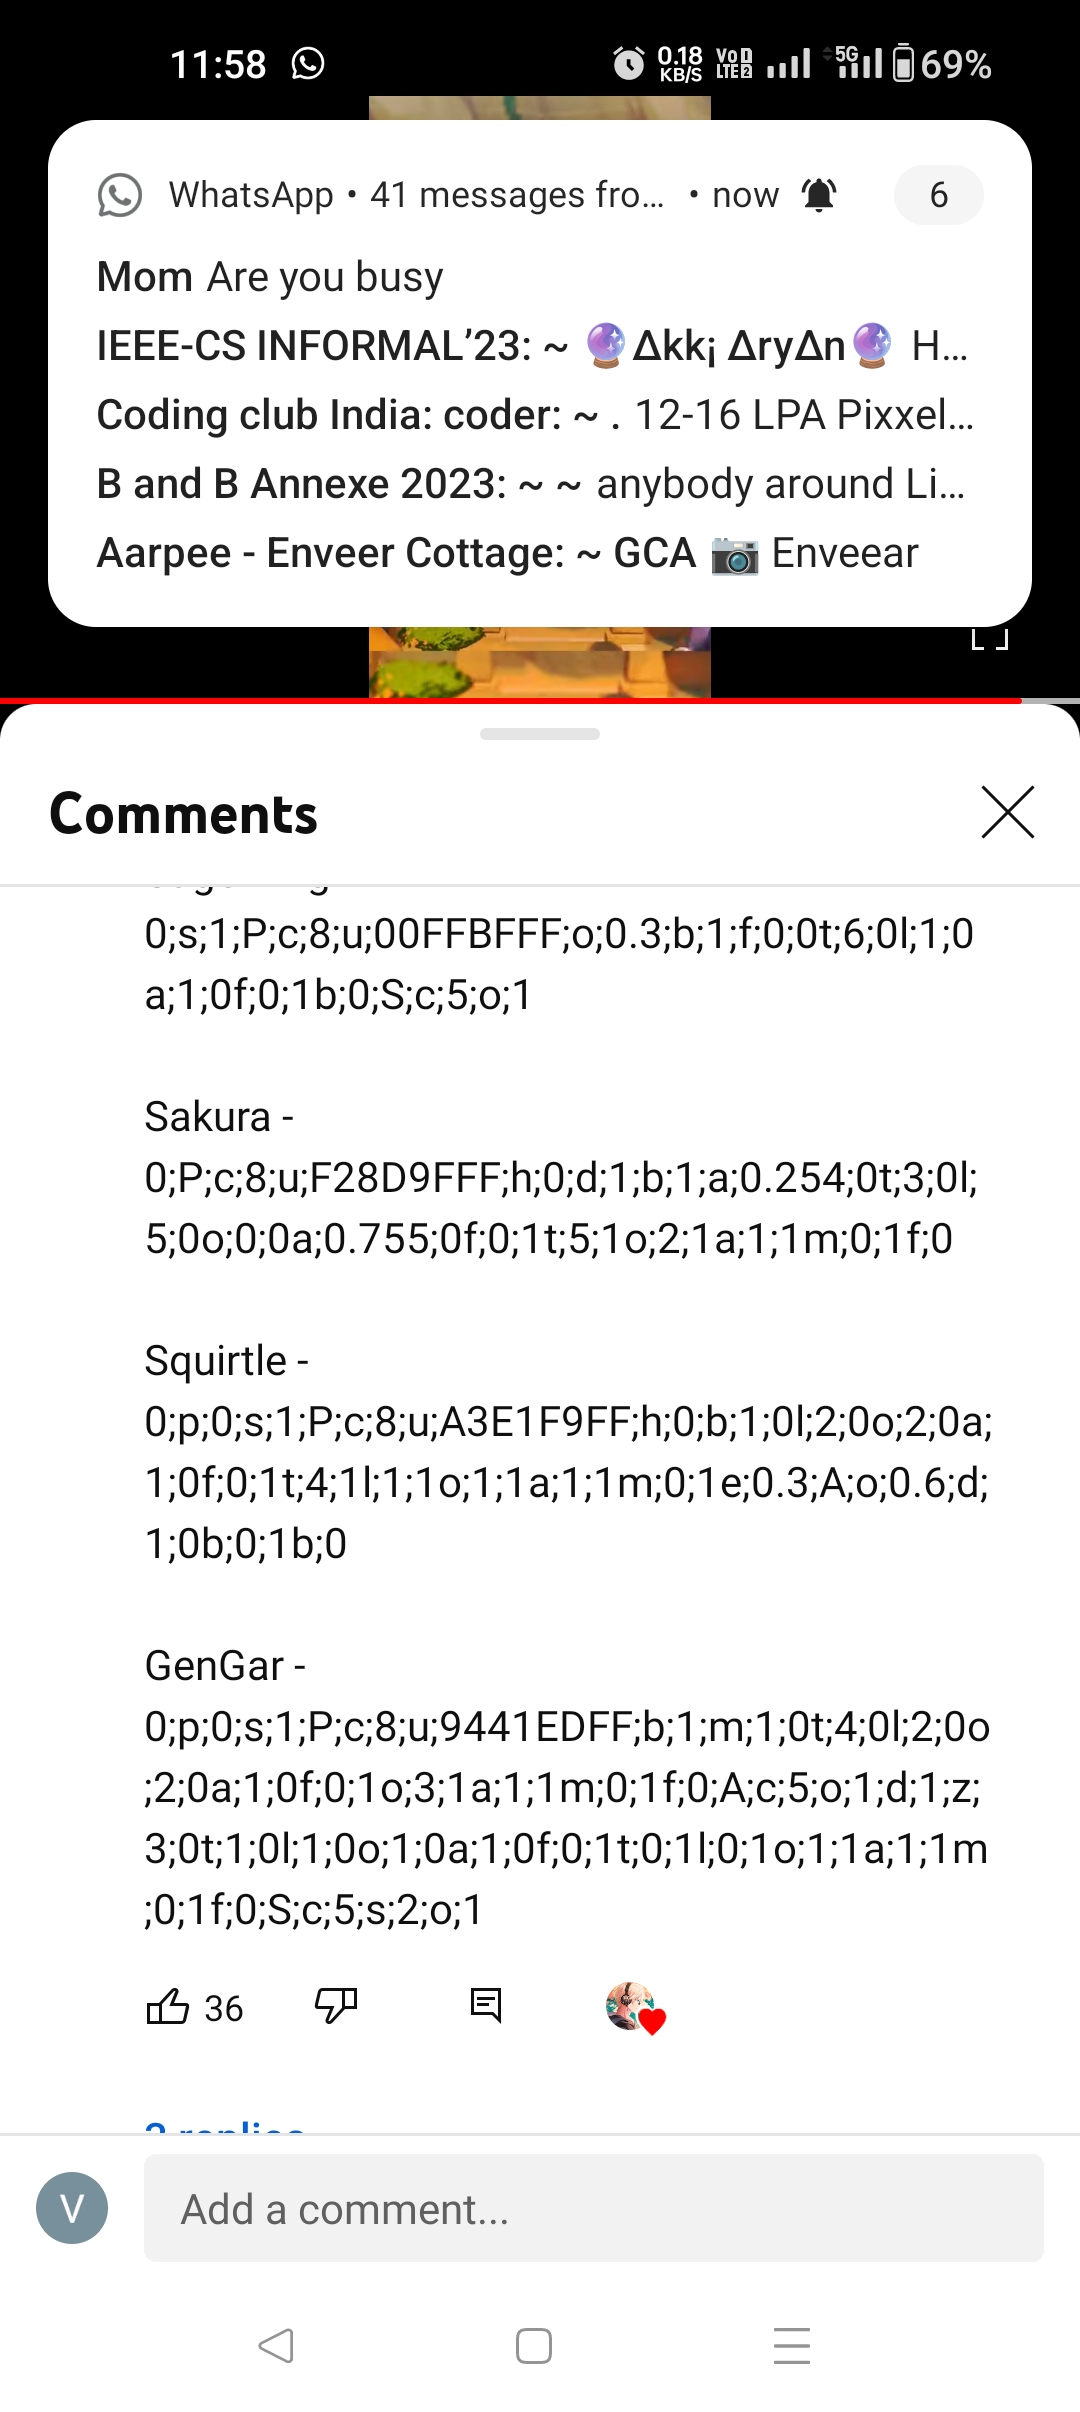 11:58
0.18 KB/S VoD LTE2 5G 69%
WhatsApp • 41 messages fro... • now 6
Mom Are you busy
IEEE-CS INFORMAL’23: ~ 🔮Δkk¡ ΔryΔn🔮 H...
Coding club India: coder: ~ . 12-16 LPA Pixxel...
B and B Annexe 2023: ~ ~ anybody around Li...
Aarpee - Enveer Cottage: ~ GCA 📷 Enveear
Comments
0;s;1;P;c;8;u;00FFBFFF;o;0.3;b;1;f;0;0t;6;0l;1;0
a;1;0f;0;1b;0;S;c;5;o;1
Sakura -
0;P;c;8;u;F28D9FFF;h;0;d;1;b;1;a;0.254;0t;3;0l;
5;0o;0;0a;0.755;0f;0;1t;5;1o;2;1a;1;1m;0;1f;0
Squirtle -
0;p;0;s;1;P;c;8;u;A3E1F9FF;h;0;b;1;0l;2;0o;2;0a;
1;0f;0;1t;4;1l;1;1o;1;1a;1;1m;0;1e;0.3;A;o;0.6;d;
1;0b;0;1b;0
GenGar -
0;p;0;s;1;P;c;8;u;9441EDFF;b;1;m;1;0t;4;0l;2;0o
;2;0a;1;0f;0;1o;3;1a;1;1m;0;1f;0;A;c;5;o;1;d;1;z;
3;0t;1;0l;1;0o;1;0a;1;0f;0;1t;0;1l;0;1o;1;1a;1;1m
;0;1f;0;S;c;5;s;2;o;1
36
replies
V Add a comment...